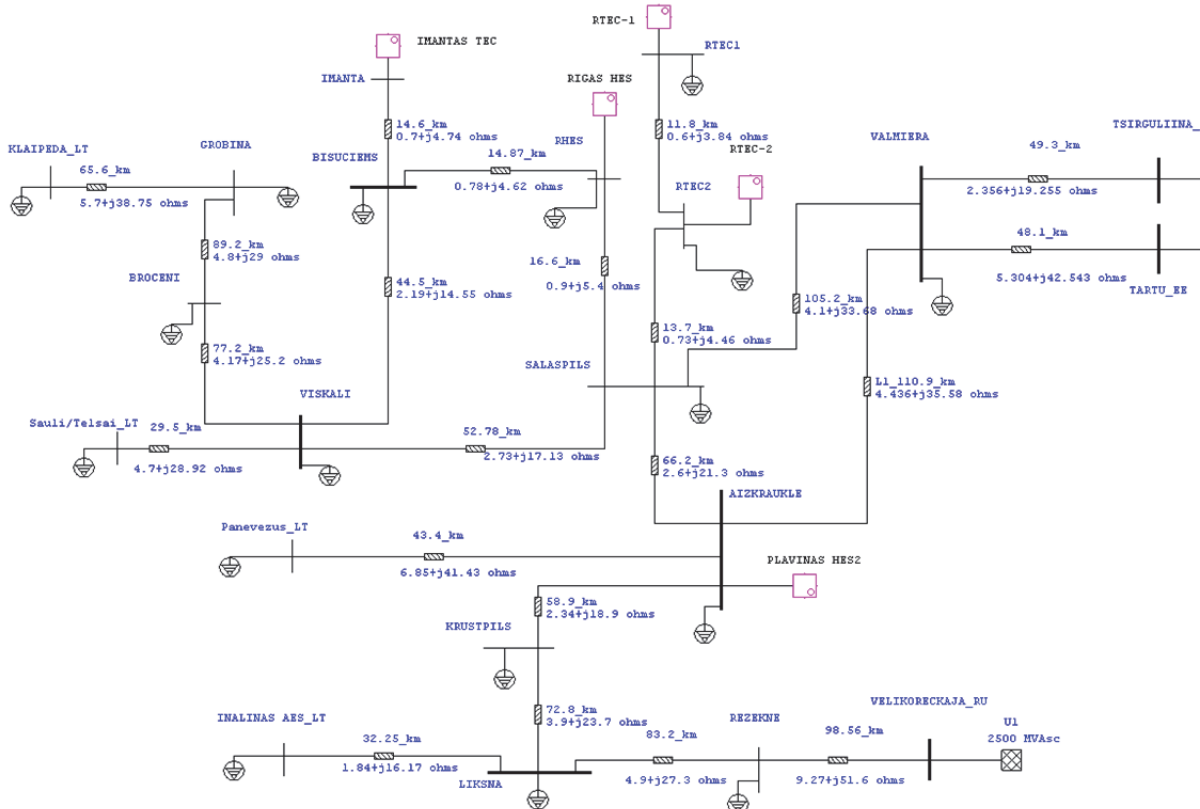 RTEC-1
IMANTAS TEC
RTEC1
RIGAS HES
IMANTA
14.6_km
0.7+j4.74 ohms
11.8_km
0.6+j3.84 ohms
VALMIERA
TSIRGULIINA_
KLAIPEDA_LT
GROBINA
BISUCIEMS
14.87_km
RHES
RTEC-2
49.3_km
65.6_km
0.78+j4.62 ohms
RTEC2
2.356+j19.255 ohms
5.7+j38.75 ohms
48.1_km
89.2_km
4.8+j29 ohms
BROCENI
44.5_km
2.19+j14.55 ohms
16.6_km
0.9+j5.4 ohms
5.304+j42.543 ohms
TARTU_EE
105.2_km
4.1+j33.68 ohms
77.2_km
4.17+j25.2 ohms
13.7_km
0.73+j4.46 ohms
SALASPILS
VISKALI
L1_110.9_km
4.436+j35.58 ohms
Sauli/Telsai_LT
29.5_km
52.78_km
4.7+j28.92 ohms
2.73+j17.13 ohms
66.2_km
2.6+j21.3 ohms
AIZKRAUKLE
Panevezus_LT
43.4_km
6.85+j41.43 ohms
PLAVINAS HES2
58.9_km
2.34+j18.9 ohms
KRUSTPILS
72.8_km
3.9+j23.7 ohms
INALINAS AES_LT
REZEKNE
VELIKORECKAJA_RU
32.25_km
83.2_km
98.56_km
U1
2500 MVAsc
1.84+j16.17 ohms
LIKSNA
4.9+j27.3 ohms
9.27+j51.6 ohms